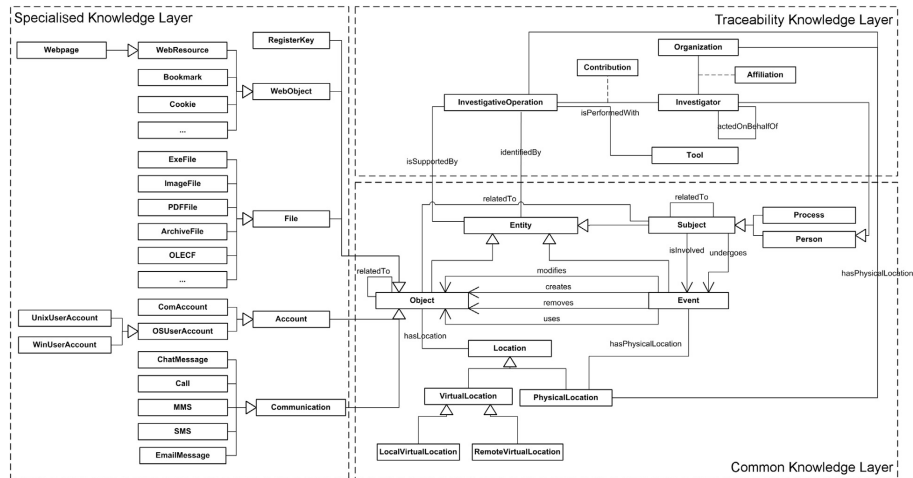 Specialised Knowledge Layer
Webpage
WebResource
Bookmark
Cookie
...
RegisterKey
WebObject
ExeFile
ImageFile
PDFFile
ArchiveFile
OLECF
...
File
UnixUserAccount
WinUserAccount
ComAccount
OSUserAccount
Account
ChatMessage
Call
MMS
SMS
EmailMessage
Communication
Traceability Knowledge Layer
Organization
Contribution
Affiliation
InvestigativeOperation
Investigator
isPerformedWith
actedOnBehalfOf
identifiedBy
isSupportedBy
Tool
relatedTo
relatedTo
Entity
Subject
Process
Person
isInvolved
undergoes
hasPhysicalLocation
relatedTo
modifies
creates
Object
Event
removes
uses
hasLocation
hasPhysicalLocation
Location
VirtualLocation
PhysicalLocation
LocalVirtualLocation
RemoteVirtualLocation
Common Knowledge Layer